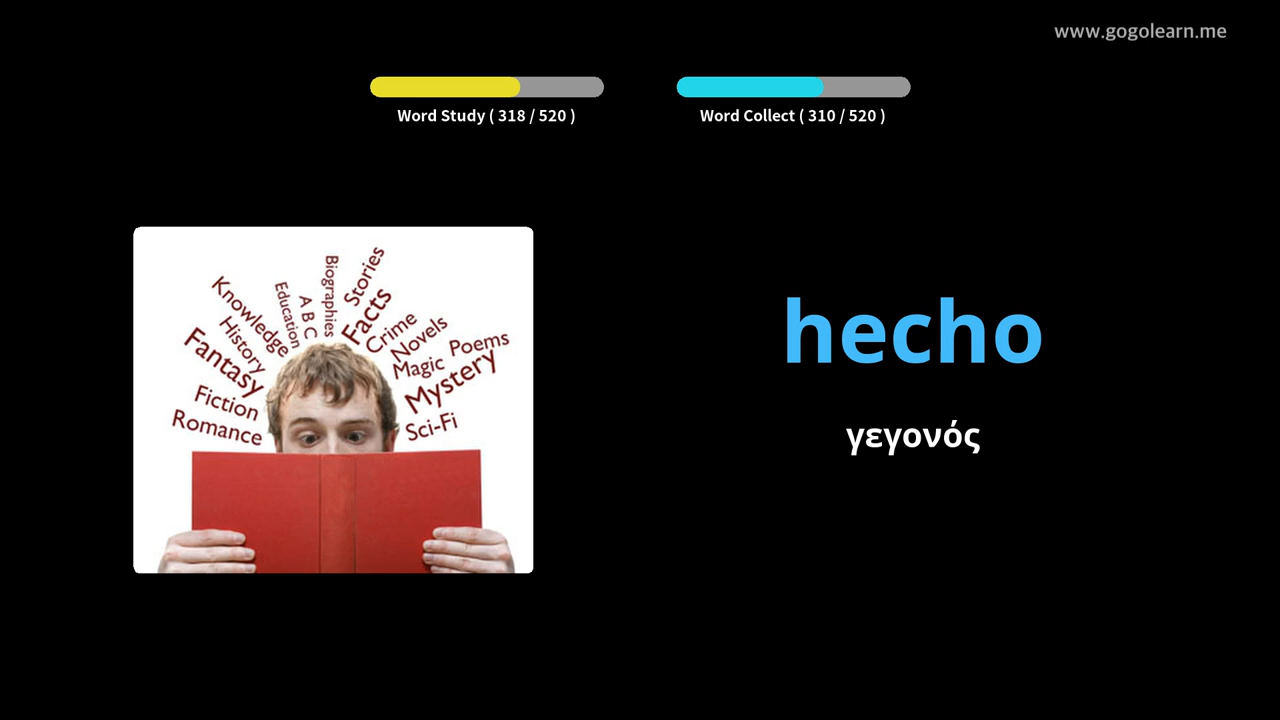 www.gogolearn.me
Word Study ( 318 / 520 )
Word Collect ( 310 / 520 )
Biographies
Stories
Education
A B C
Facts
Knowledge
Crime
History
Novels
Fantasy
Magic
Poems
Mystery
Fiction
Romance
Sci-Fi
hecho
γεγονός